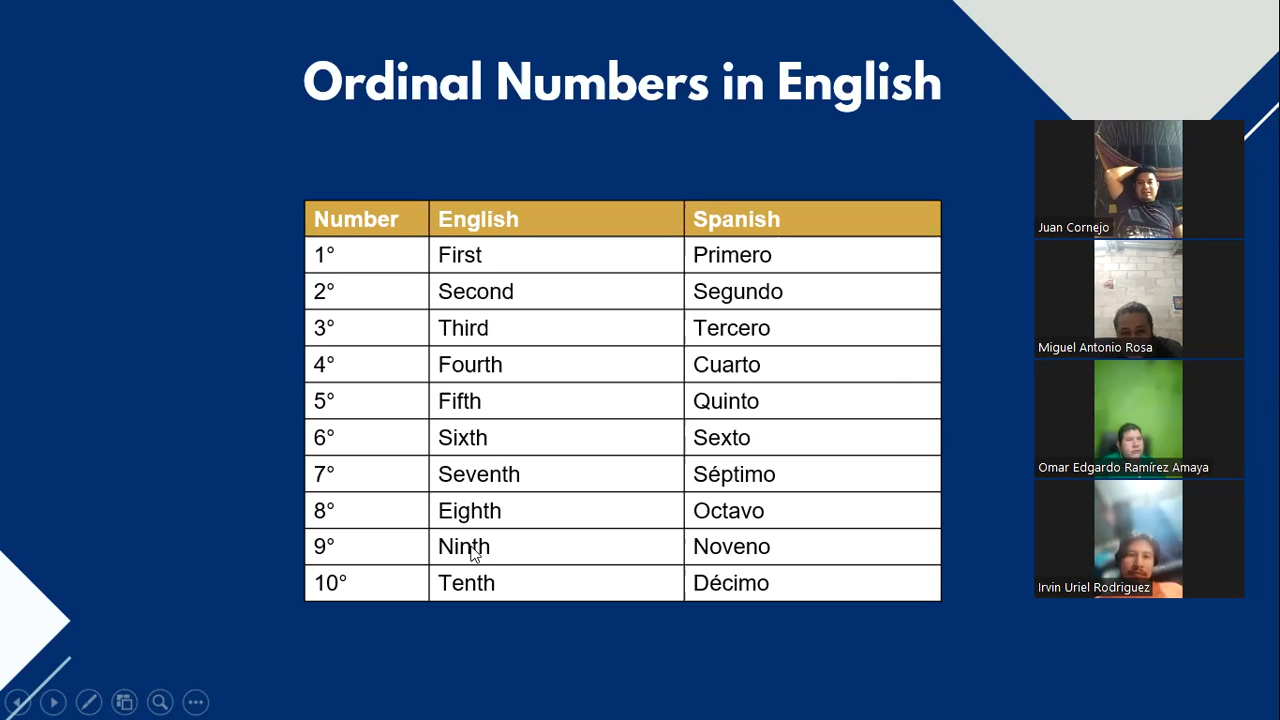 Ordinal Numbers in English
Number English Spanish
1° First Primero
2° Second Segundo
3° Third Tercero
4° Fourth Cuarto
5° Fifth Quinto
6° Sixth Sexto
7° Seventh Séptimo
8° Eighth Octavo
9° Ninth Noveno
10° Tenth Décimo
Juan Cornejo
Miguel Antonio Rosa
Omar Edgardo Ramírez Amaya
Irvin Uriel Rodriguez